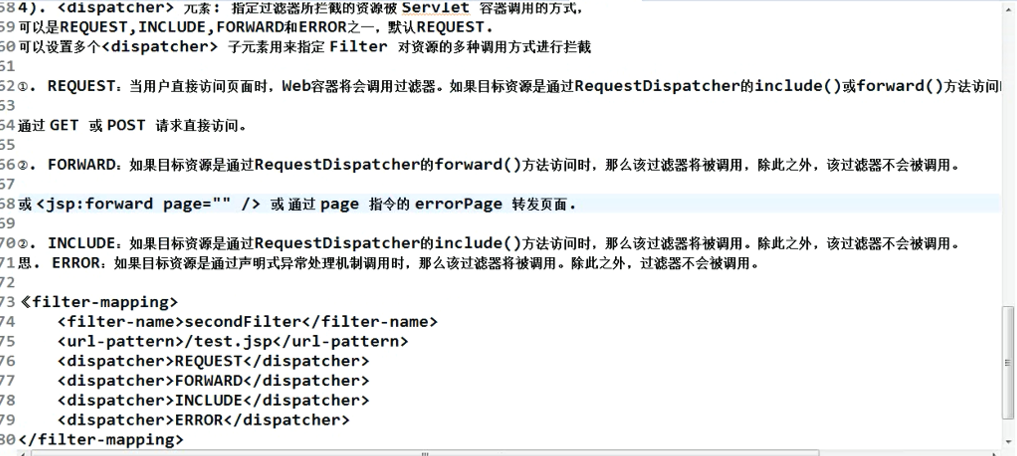 584). <dispatcher> 元素: 指定过滤器所拦截的资源被 Servlet 容器调用的方式,
59可以是REQUEST,INCLUDE,FORWARD和ERROR之一, 默认REQUEST.
60可以设置多个<dispatcher> 子元素用来指定 Filter 对资源的多种调用方式进行拦截
61
62①. REQUEST：当用户直接访问页面时，Web容器将会调用过滤器。如果目标资源是通过RequestDispatcher的include()或forward()方法访问
63
64通过 GET 或 POST 请求直接访问。
65
66②. FORWARD：如果目标资源是通过RequestDispatcher的forward()方法访问时，那么该过滤器将被调用，除此之外，该过滤器不会被调用。
67
68或 <jsp:forward page="" /> 或 通过 page 指令的 errorPage 转发页面.
69
70②. INCLUDE：如果目标资源是通过RequestDispatcher的include()方法访问时，那么该过滤器将被调用。除此之外，该过滤器不会被调用。
71思. ERROR：如果目标资源是通过声明式异常处理机制调用时，那么该过滤器将被调用。除此之外，过滤器不会被调用。
72
73《filter-mapping>
74    <filter-name>secondFilter</filter-name>
75    <url-pattern>/test.jsp</url-pattern>
76    <dispatcher>REQUEST</dispatcher>
77    <dispatcher>FORWARD</dispatcher>
78    <dispatcher>INCLUDE</dispatcher>
79    <dispatcher>ERROR</dispatcher>
80</filter-mapping>